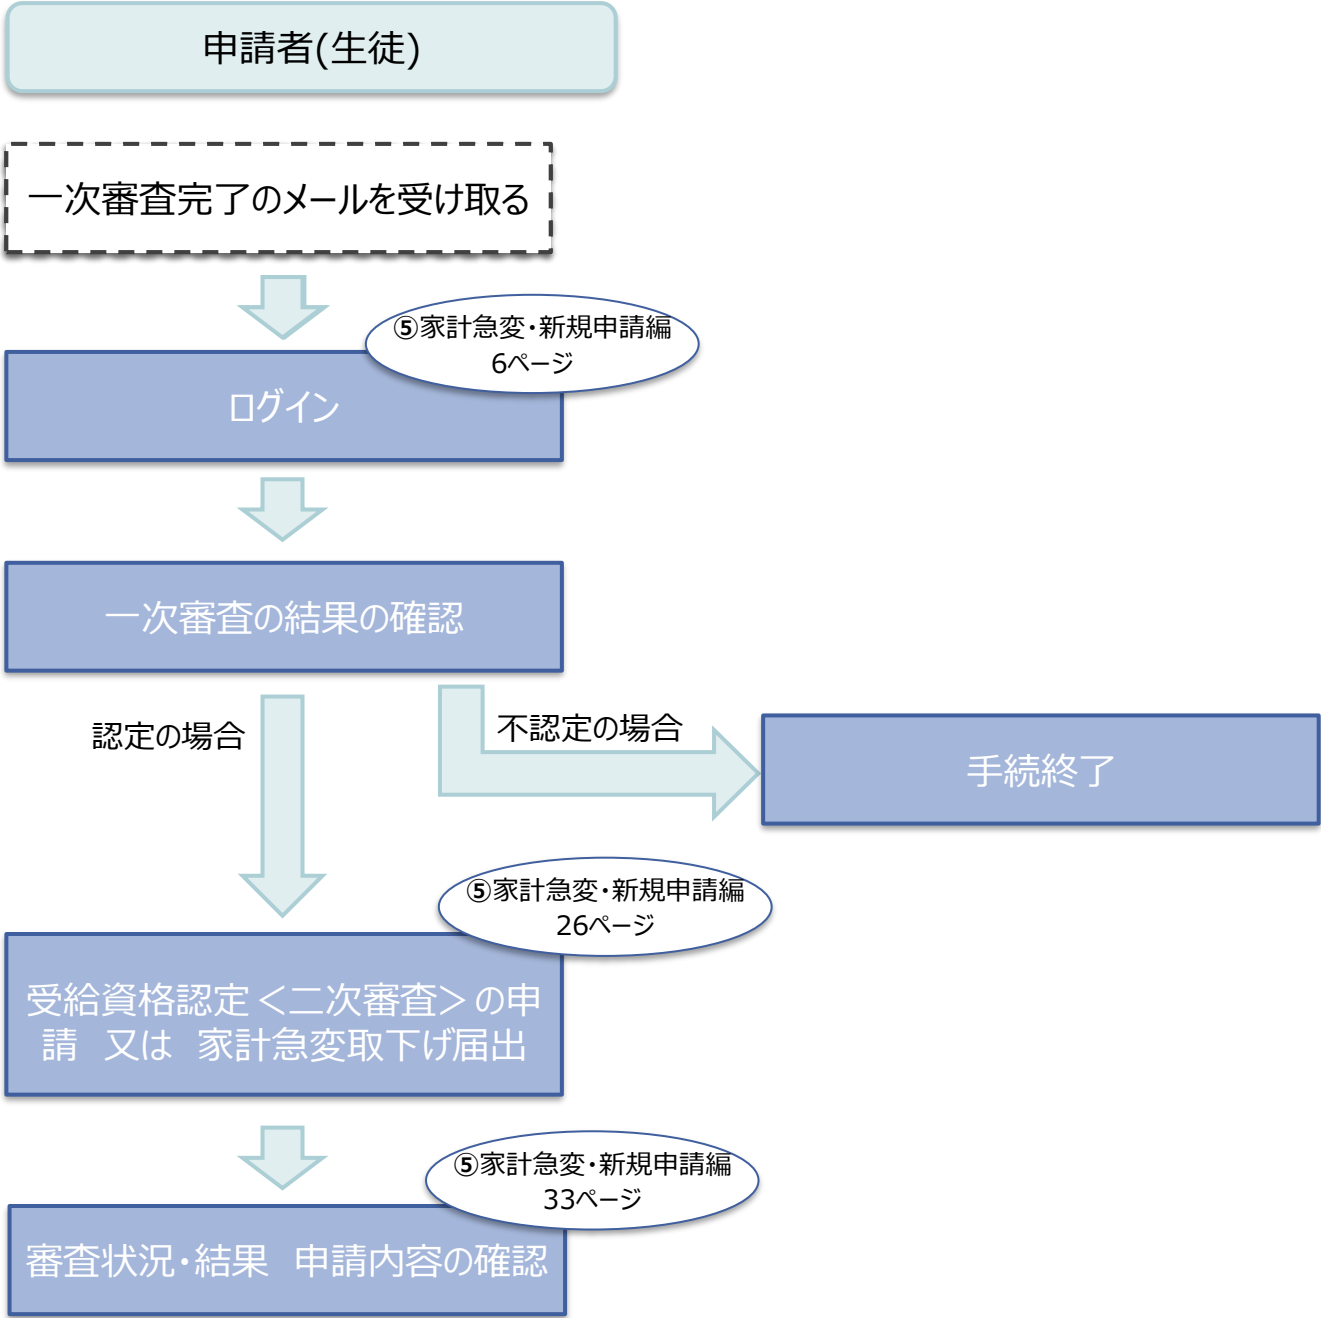 申請者(生徒)
一次審査完了のメールを受け取る
⑤家計急変・新規申請編
6ページ
ログイン
一次審査の結果の確認
認定の場合
不認定の場合
手続終了
⑤家計急変・新規申請編
26ページ
受給資格認定<二次審査>の申
請　又は　家計急変取下げ届出
⑤家計急変・新規申請編
33ページ
審査状況・結果　申請内容の確認